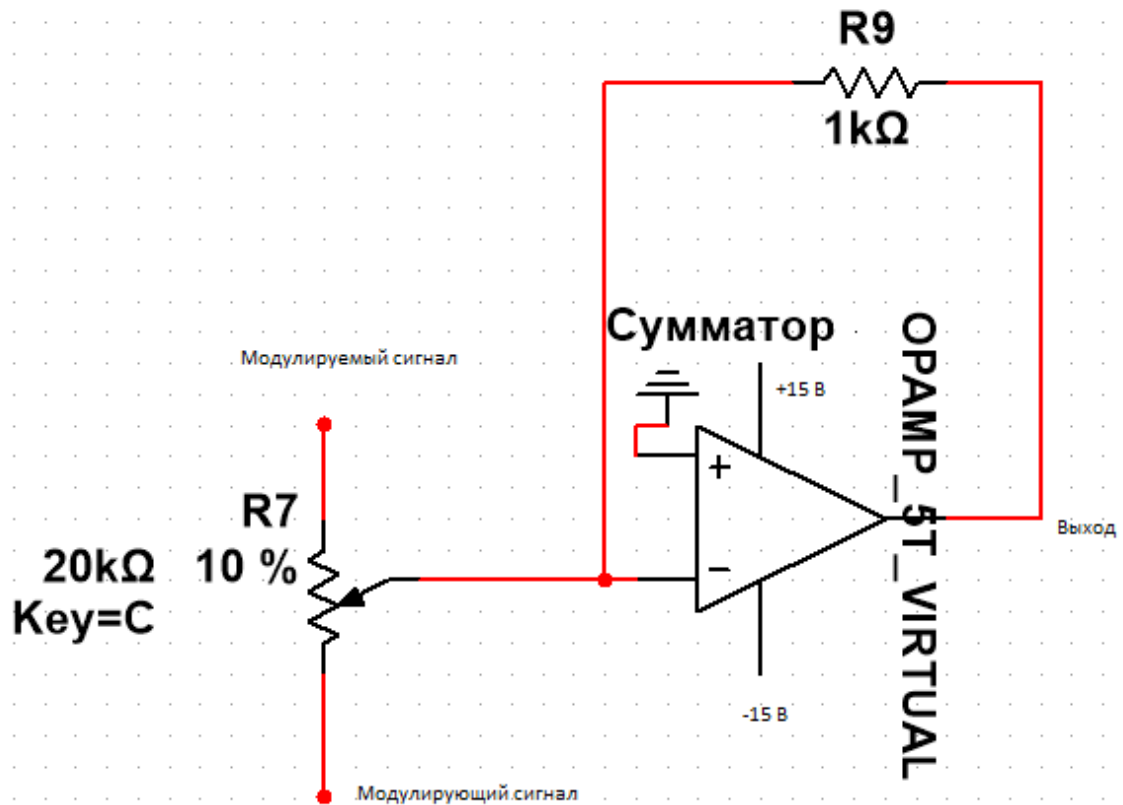 R9
1kΩ
Сумматор
Модулируемый сигнал
+15 В
OPAMP_5T_VIRTUAL
+
R7
20kΩ 10 %
Key=C
−
Выход
-15 В
Модулирующий сигнал